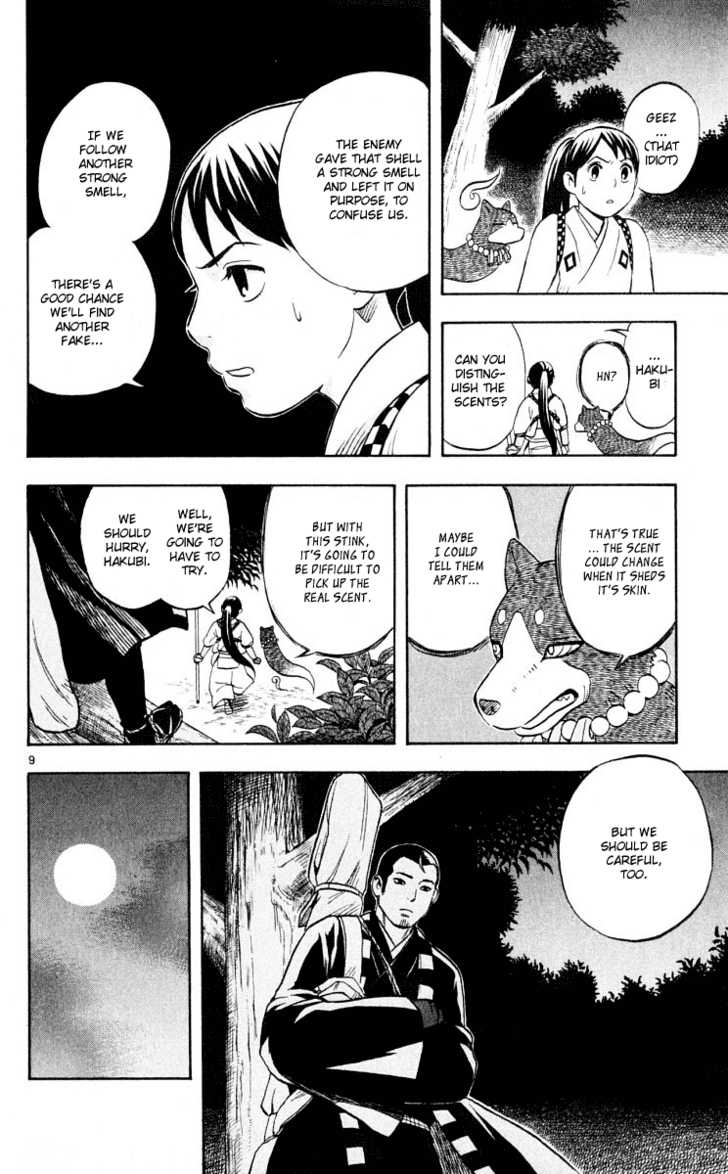 GEEZ
...
(THAT
IDIOT)
THE ENEMY
GAVE THAT SHELL
A STRONG SMELL
AND LEFT IT ON
PURPOSE, TO
CONFUSE US.
IF WE
FOLLOW
ANOTHER
STRONG
SMELL,
THERE'S A
GOOD CHANCE
WE'LL FIND
ANOTHER
FAKE...
...
HAKU-
BI
HN?
CAN YOU
DISTING-
UISH THE
SCENTS?
THAT'S TRUE
... THE SCENT
COULD CHANGE
WHEN IT SHEDS
IT'S SKIN.
MAYBE
I COULD
TELL THEM
APART...
BUT WITH
THIS STINK,
IT'S GOING TO
BE DIFFICULT TO
PICK UP THE
REAL SCENT.
WELL,
WE'RE
GOING TO
HAVE TO
TRY.
WE
SHOULD
HURRY,
HAKUBI.
9
BUT WE
SHOULD BE
CAREFUL,
TOO.